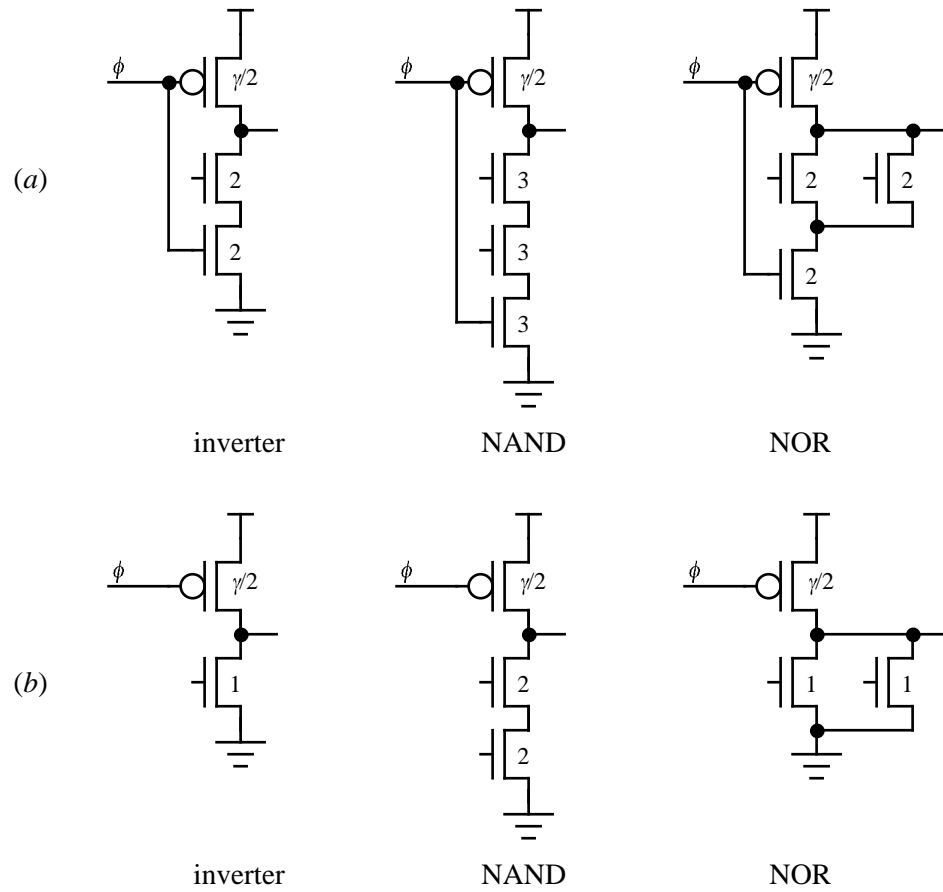 ϕ γ/2 ϕ γ/2 ϕ γ/2
(a) 2 3 2 2
3
2 2
3
inverter NAND NOR
ϕ γ/2 ϕ γ/2 ϕ γ/2
(b) 1 2 1 1
2
inverter NAND NOR